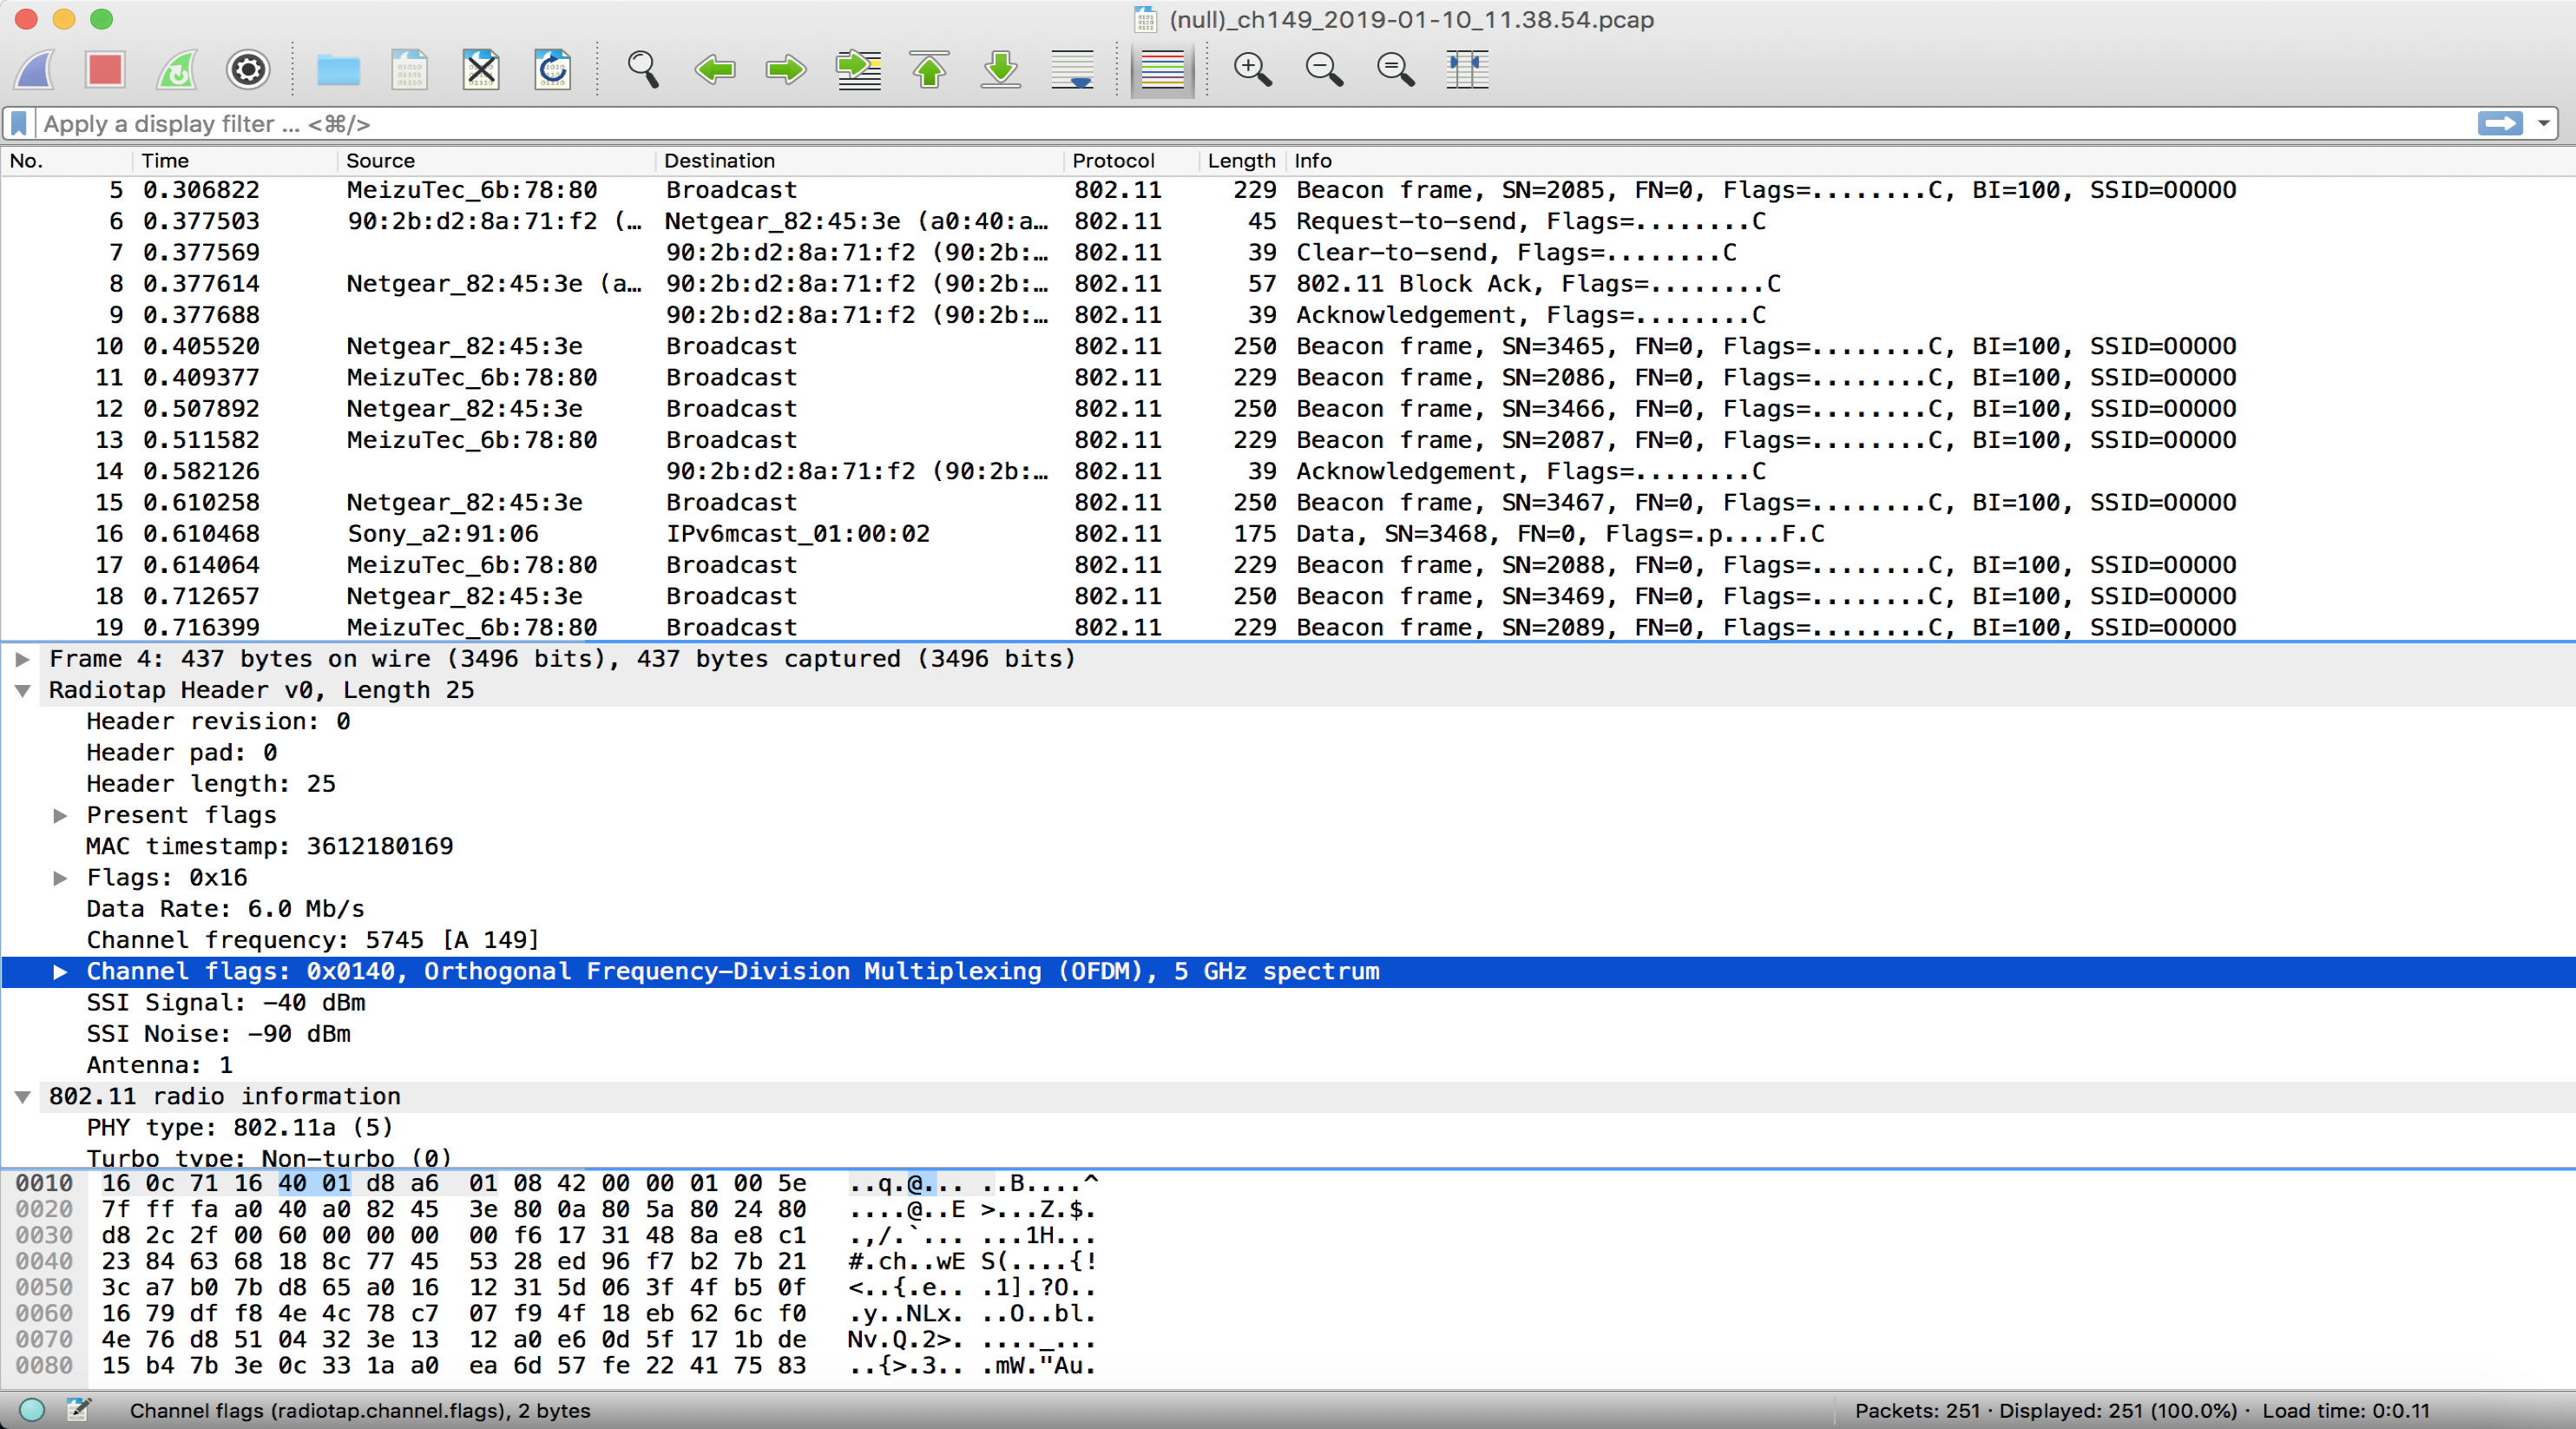 (null)_ch149_2019-01-10_11.38.54.pcap
Apply a display filter ... <⌘/>
No. Time Source Destination Protocol Length Info
5 0.306822 MeizuTec_6b:78:80 Broadcast 802.11 229 Beacon frame, SN=2085, FN=0, Flags=........C, BI=100, SSID=OOOOO
6 0.377503 90:2b:d2:8a:71:f2 (… Netgear_82:45:3e (a0:40:a… 802.11 45 Request-to-send, Flags=........C
7 0.377569 90:2b:d2:8a:71:f2 (90:2b:… 802.11 39 Clear-to-send, Flags=........C
8 0.377614 Netgear_82:45:3e (a… 90:2b:d2:8a:71:f2 (90:2b:… 802.11 57 802.11 Block Ack, Flags=........C
9 0.377688 90:2b:d2:8a:71:f2 (90:2b:… 802.11 39 Acknowledgement, Flags=........C
10 0.405520 Netgear_82:45:3e Broadcast 802.11 250 Beacon frame, SN=3465, FN=0, Flags=........C, BI=100, SSID=OOOOO
11 0.409377 MeizuTec_6b:78:80 Broadcast 802.11 229 Beacon frame, SN=2086, FN=0, Flags=........C, BI=100, SSID=OOOOO
12 0.507892 Netgear_82:45:3e Broadcast 802.11 250 Beacon frame, SN=3466, FN=0, Flags=........C, BI=100, SSID=OOOOO
13 0.511582 MeizuTec_6b:78:80 Broadcast 802.11 229 Beacon frame, SN=2087, FN=0, Flags=........C, BI=100, SSID=OOOOO
14 0.582126 90:2b:d2:8a:71:f2 (90:2b:… 802.11 39 Acknowledgement, Flags=........C
15 0.610258 Netgear_82:45:3e Broadcast 802.11 250 Beacon frame, SN=3467, FN=0, Flags=........C, BI=100, SSID=OOOOO
16 0.610468 Sony_a2:91:06 IPv6mcast_01:00:02 802.11 175 Data, SN=3468, FN=0, Flags=.p....F.C
17 0.614064 MeizuTec_6b:78:80 Broadcast 802.11 229 Beacon frame, SN=2088, FN=0, Flags=........C, BI=100, SSID=OOOOO
18 0.712657 Netgear_82:45:3e Broadcast 802.11 250 Beacon frame, SN=3469, FN=0, Flags=........C, BI=100, SSID=OOOOO
19 0.716399 MeizuTec_6b:78:80 Broadcast 802.11 229 Beacon frame, SN=2089, FN=0, Flags=........C, BI=100, SSID=OOOOO
Frame 4: 437 bytes on wire (3496 bits), 437 bytes captured (3496 bits)
Radiotap Header v0, Length 25
Header revision: 0
Header pad: 0
Header length: 25
Present flags
MAC timestamp: 3612180169
Flags: 0x16
Data Rate: 6.0 Mb/s
Channel frequency: 5745 [A 149]
Channel flags: 0x0140, Orthogonal Frequency-Division Multiplexing (OFDM), 5 GHz spectrum
SSI Signal: -40 dBm
SSI Noise: -90 dBm
Antenna: 1
802.11 radio information
PHY type: 802.11a (5)
Turbo type: Non-turbo (0)
0010 16 0c 71 16 40 01 d8 a6 01 08 42 00 00 01 00 5e ..q.@... ..B....^
0020 7f ff fa a0 40 a0 82 45 3e 80 0a 80 5a 80 24 80 ....@..E >...Z.$.
0030 d8 2c 2f 00 60 00 00 00 00 f6 17 31 48 8a e8 c1 .,/.`... ...1H...
0040 23 84 63 68 18 8c 77 45 53 28 ed 96 f7 b2 7b 21 #.ch..wE S(....{!
0050 3c a7 b0 7b d8 65 a0 16 12 31 5d 06 3f 4f b5 0f <..{.e.. .1].?O..
0060 16 79 df f8 4e 4c 78 c7 07 f9 4f 18 eb 62 6c f0 .y..NLx. ..O..bl.
0070 4e 76 d8 51 04 32 3e 13 12 a0 e6 0d 5f 17 1b de Nv.Q.2>. ...._...
0080 15 b4 7b 3e 0c 33 1a a0 ea 6d 57 fe 22 41 75 83 ..{>.3.. .mW."Au.
Channel flags (radiotap.channel.flags), 2 bytes Packets: 251 · Displayed: 251 (100.0%) · Load time: 0:0.11